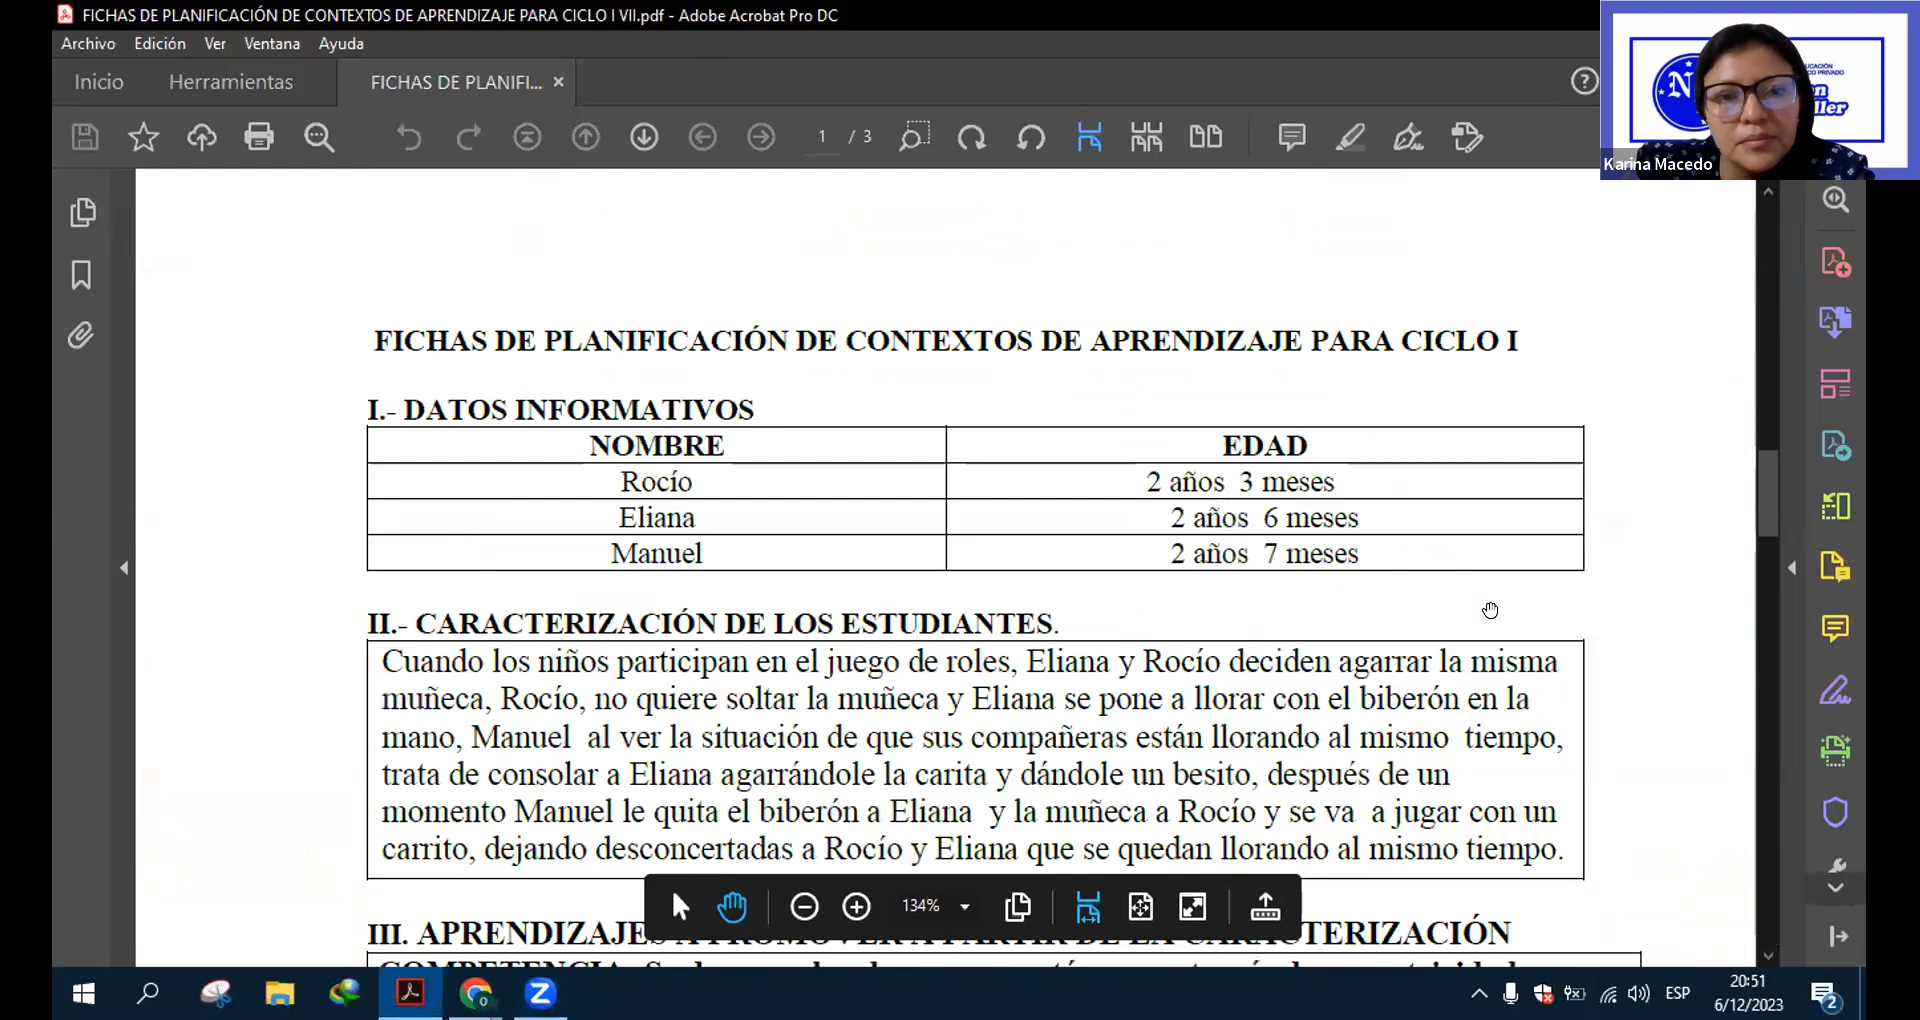 FICHAS DE PLANIFICACIÓN DE CONTEXTOS DE APRENDIZAJE PARA CICLO I VII.pdf - Adobe Acrobat Pro DC
Archivo Edición Ver Ventana Ayuda
Inicio Herramientas FICHAS DE PLANIFI... ×
1 / 3
Karina Macedo
FICHAS DE PLANIFICACIÓN DE CONTEXTOS DE APRENDIZAJE PARA CICLO I
I.- DATOS INFORMATIVOS
NOMBRE EDAD
Rocío 2 años 3 meses
Eliana 2 años 6 meses
Manuel 2 años 7 meses
II.- CARACTERIZACIÓN DE LOS ESTUDIANTES.
Cuando los niños participan en el juego de roles, Eliana y Rocío deciden agarrar la misma
muñeca, Rocío, no quiere soltar la muñeca y Eliana se pone a llorar con el biberón en la
mano, Manuel al ver la situación de que sus compañeras están llorando al mismo tiempo,
trata de consolar a Eliana agarrándole la carita y dándole un besito, después de un
momento Manuel le quita el biberón a Eliana y la muñeca a Rocío y se va a jugar con un
carrito, dejando desconcertadas a Rocío y Eliana que se quedan llorando al mismo tiempo.
134%
III. APRENDIZAJES A PROMOVER A PARTIR DE LA CARACTERIZACIÓN
ESP
20:51
6/12/2023
2